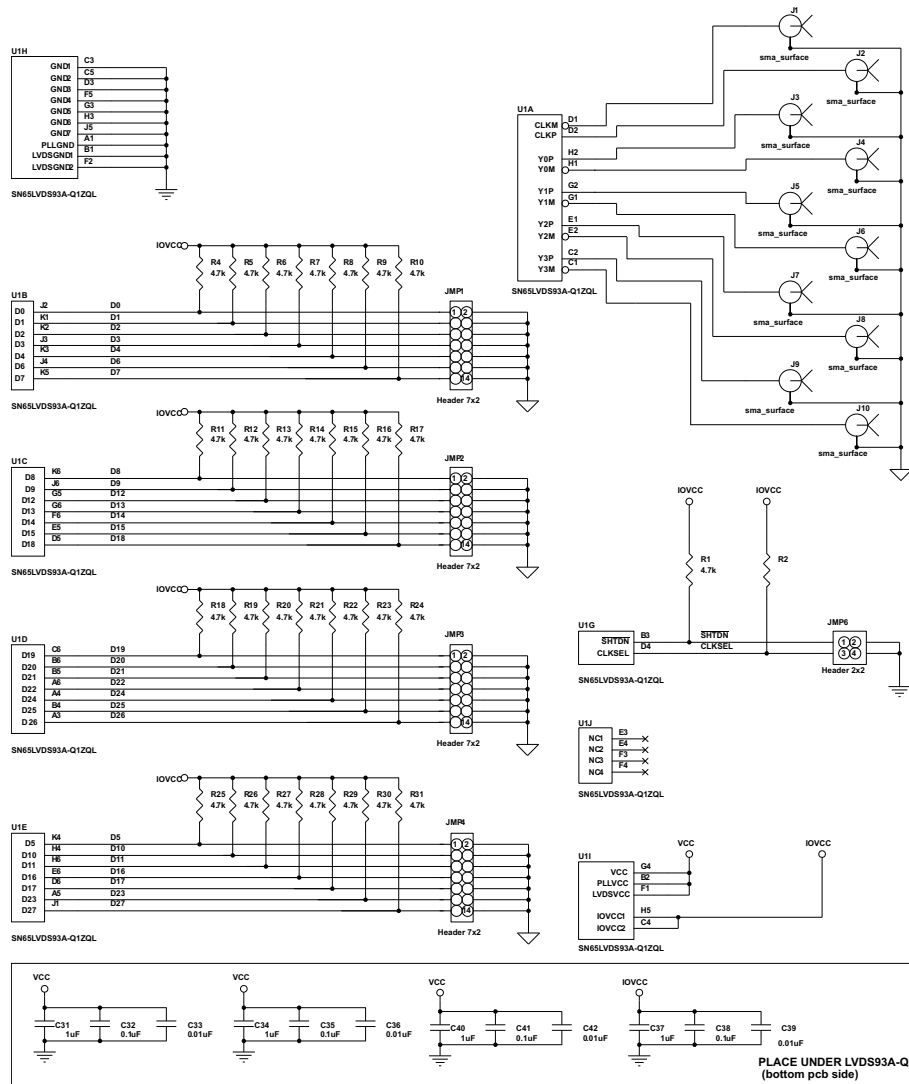 U1H
GND1 C3
GND2 C5
GND3 D3
GND4 F5
GND5 G3
GND6 H3
GND7 J5
PLLGND A1
LVDSGND1 B1
LVDSGND2 F2
SN65LVDS93A-Q1ZQL
U1A
CLKM D1
CLKP D2
Y0P H2
Y0M H1
Y1P G2
Y1M G1
Y2P E1
Y2M E2
Y3P C2
Y3M C1
SN65LVDS93A-Q1ZQL
J1
sma_surface
J2
sma_surface
J3
sma_surface
J4
sma_surface
J5
sma_surface
J6
sma_surface
J7
sma_surface
J8
sma_surface
J9
sma_surface
J10
sma_surface
IOVCC
R4 R5 R6 R7 R8 R9 R10
4.7k 4.7k 4.7k 4.7k 4.7k 4.7k 4.7k
U1B
JMP1
D0 J2 D0 1 2
D1 K1 D1
D2 K2 D2
D3 J3 D3
D4 K3 D4
D6 J4 D6
D7 K5 D7 14
SN65LVDS93A-Q1ZQL
Header 7x2
IOVCC
R11 R12 R13 R14 R15 R16 R17
4.7k 4.7k 4.7k 4.7k 4.7k 4.7k 4.7k
U1C
JMP2
D8 K6 D8 1 2
D9 J6 D9
D12 G5 D12
D13 G6 D13
D14 F6 D14
D15 E5 D15
D18 D5 D18 14
SN65LVDS93A-Q1ZQL
Header 7x2
IOVCC
R18 R19 R20 R21 R22 R23 R24
4.7k 4.7k 4.7k 4.7k 4.7k 4.7k 4.7k
U1D
JMP3
D19 C6 D19 1 2
D20 B6 D20
D21 B5 D21
D22 A6 D22
D24 A4 D24
D25 B4 D25
D26 A3 D26 14
SN65LVDS93A-Q1ZQL
Header 7x2
IOVCC
R25 R26 R27 R28 R29 R30 R31
4.7k 4.7k 4.7k 4.7k 4.7k 4.7k 4.7k
U1E
JMP4
D5 K4 D5 1 2
D10 H4 D10
D11 H6 D11
D16 E6 D16
D17 D6 D17
D23 A5 D23
D27 J1 D27 14
SN65LVDS93A-Q1ZQL
Header 7x2
IOVCC IOVCC
R1 R2
4.7k
U1G
JMP6
SHTDN B3 SHTDN 1 2
CLKSEL D4 CLKSEL 3 4
SN65LVDS93A-Q1ZQL
Header 2x2
U1J
NC1 E3
NC2 E4
NC3 F3
NC4 F4
SN65LVDS93A-Q1ZQL
VCC IOVCC
U1I
VCC G4
PLLVCC B2
LVDSVCC F1
IOVCC1 H5
IOVCC2 C4
SN65LVDS93A-Q1ZQL
VCC VCC VCC IOVCC
C31 C32 C33 C34 C35 C36 C40 C41 C42 C37 C38 C39
1uF 0.1uF 0.01uF 1uF 0.1uF 0.01uF 1uF 0.1uF 0.01uF 1uF 0.1uF 0.01uF
PLACE UNDER LVDS93A-Q
(bottom pcb side)